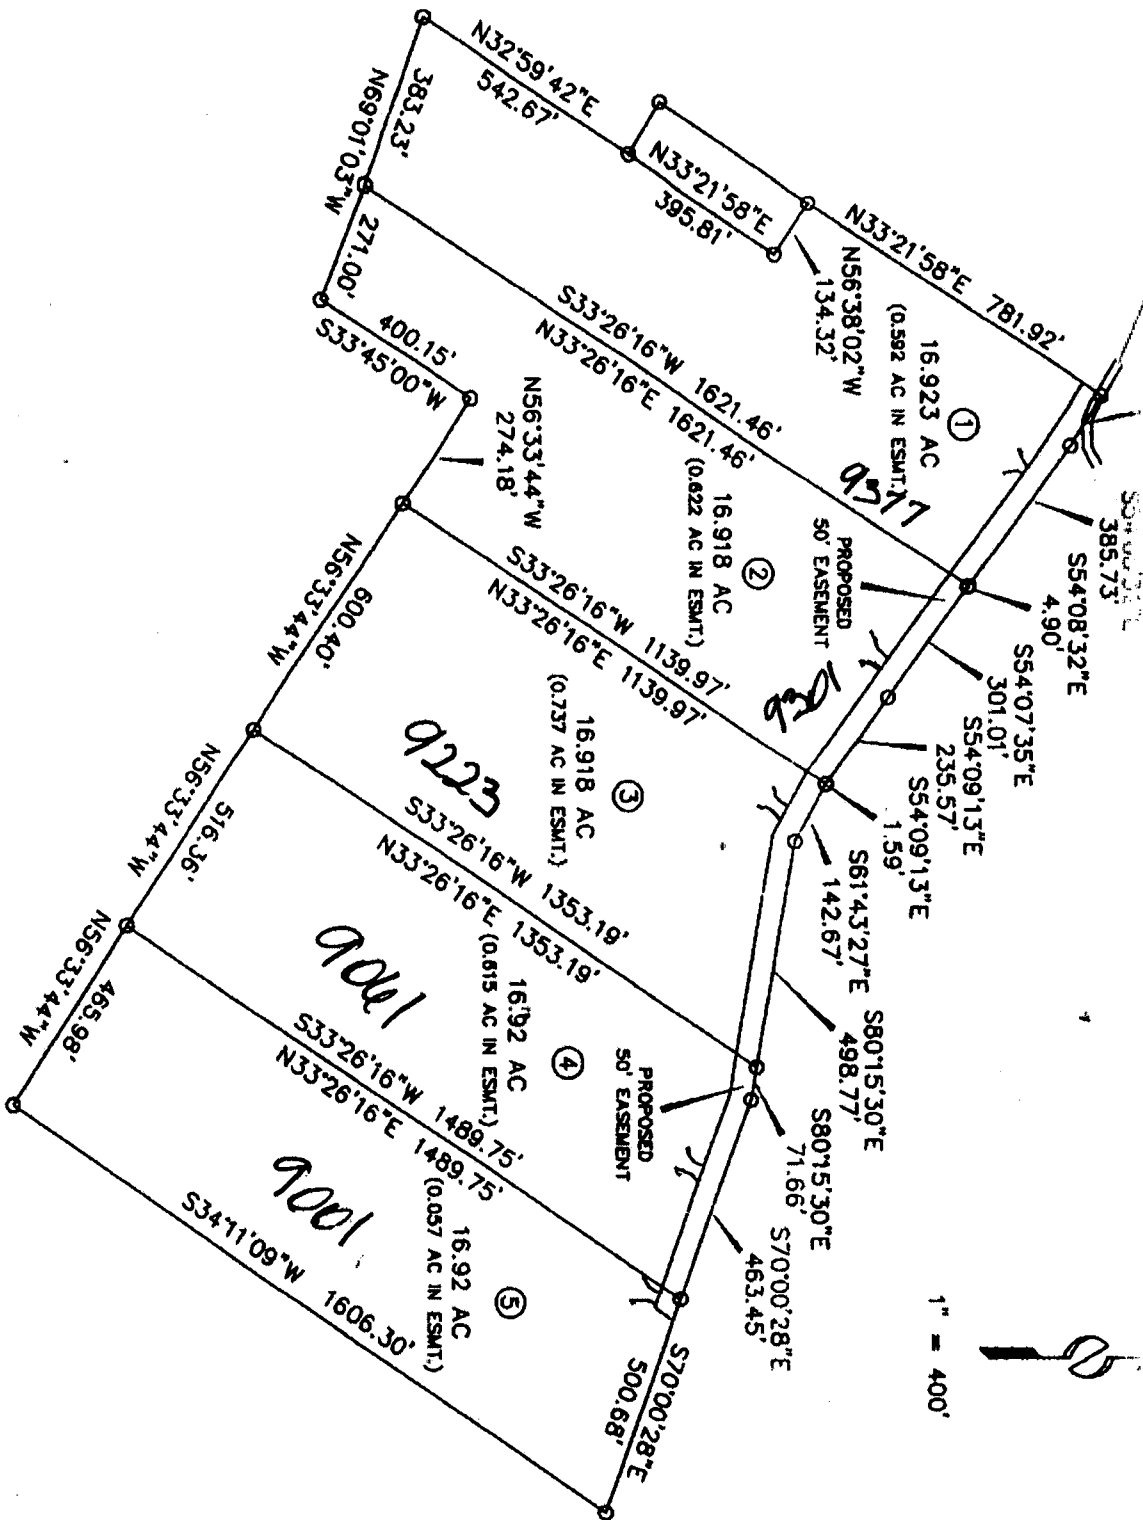 N32°59'42"E
542.67'
383.23'
N69°01'03"W
271.00'
400.15'
S33°45'00"W
N33°21'58"E
395.81'
N56°38'02"W
134.32'
N33°21'58"E 781.92'
1
16.923 AC
(0.592 AC IN ESMT.)
9377
S33°26'16"W 1621.46'
N33°26'16"E 1621.46'
2
16.918 AC
(0.622 AC IN ESMT.)
PROPOSED
50' EASEMENT
9301
N56°33'44"W
274.18'
S33°26'16"W 1139.97'
N33°26'16"E 1139.97'
600.40'
N56°33'44"W
3
16.918 AC
(0.737 AC IN ESMT.)
9223
S33°26'16"W 1353.19'
N33°26'16"E 1353.19'
516.36'
N56°33'44"W
4
16.92 AC
(0.615 AC IN ESMT.)
9061
PROPOSED
50' EASEMENT
S33°26'16"W 1489.75'
N33°26'16"E 1489.75'
465.98'
N56°33'44"W
5
16.92 AC
(0.057 AC IN ESMT.)
9001
S34°11'09"W 1606.30'
385.73'
S54°08'32"E
4.90'
S54°07'35"E
301.01'
S54°09'13"E
235.57'
S54°09'13"E
1.59'
S61°43'27"E
142.67'
S80°15'30"E
498.77'
S80°15'30"E
71.66'
S70°00'28"E
463.45'
S70°00'28"E
500.68'
1" = 400'